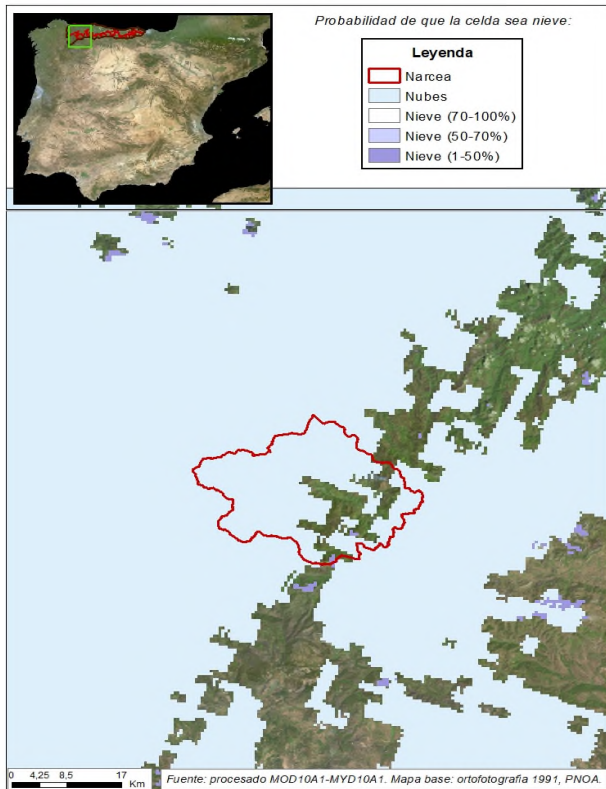 Probabilidad de que la celda sea nieve:
Leyenda
Narcea
Nubes
Nieve (70-100%)
Nieve (50-70%)
Nieve (1-50%)
0 4,25 8,5 17
Km
Fuente: procesado MOD10A1-MYD10A1. Mapa base: ortofotografia 1991, PNOA.